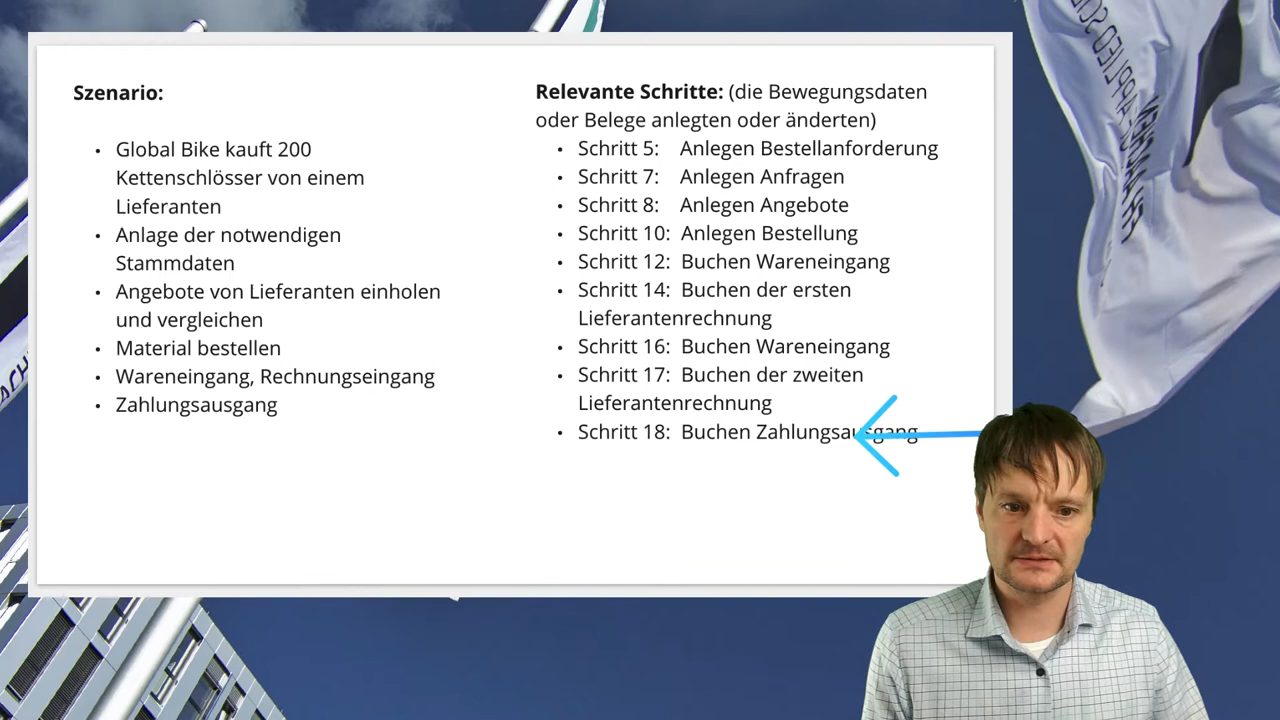 Szenario:
• Global Bike kauft 200
Kettenschlösser von einem
Lieferanten
• Anlage der notwendigen
Stammdaten
• Angebote von Lieferanten einholen
und vergleichen
• Material bestellen
• Wareneingang, Rechnungseingang
• Zahlungsausgang
Relevante Schritte: (die Bewegungsdaten
oder Belege anlegten oder änderten)
• Schritt 5: Anlegen Bestellanforderung
• Schritt 7: Anlegen Anfragen
• Schritt 8: Anlegen Angebote
• Schritt 10: Anlegen Bestellung
• Schritt 12: Buchen Wareneingang
• Schritt 14: Buchen der ersten
Lieferantenrechnung
• Schritt 16: Buchen Wareneingang
• Schritt 17: Buchen der zweiten
Lieferantenrechnung
• Schritt 18: Buchen Zahlungsausgang
FH AACHEN